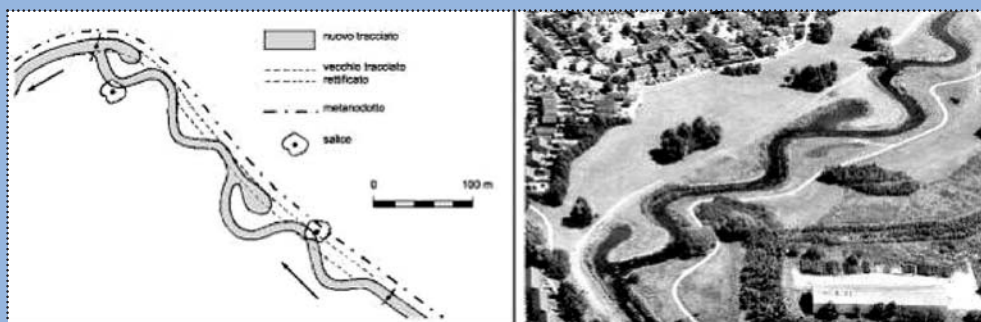 nuovo tracciato
vecchio tracciato
rettificato
metanodotto
salice
0 100 m